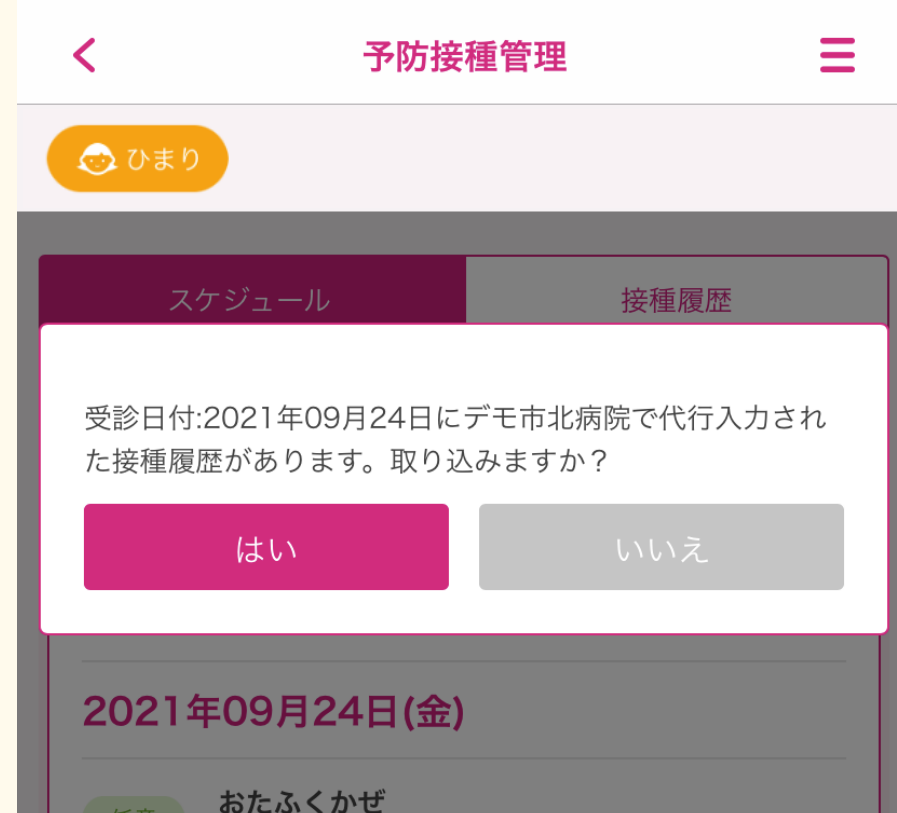 予防接種管理
ひまり
スケジュール
接種履歴
受診日付:2021年09月24日にデモ市北病院で代行入力され
た接種履歴があります。取り込みますか？
はい
いいえ
2021年09月24日(金)
おたふくかぜ